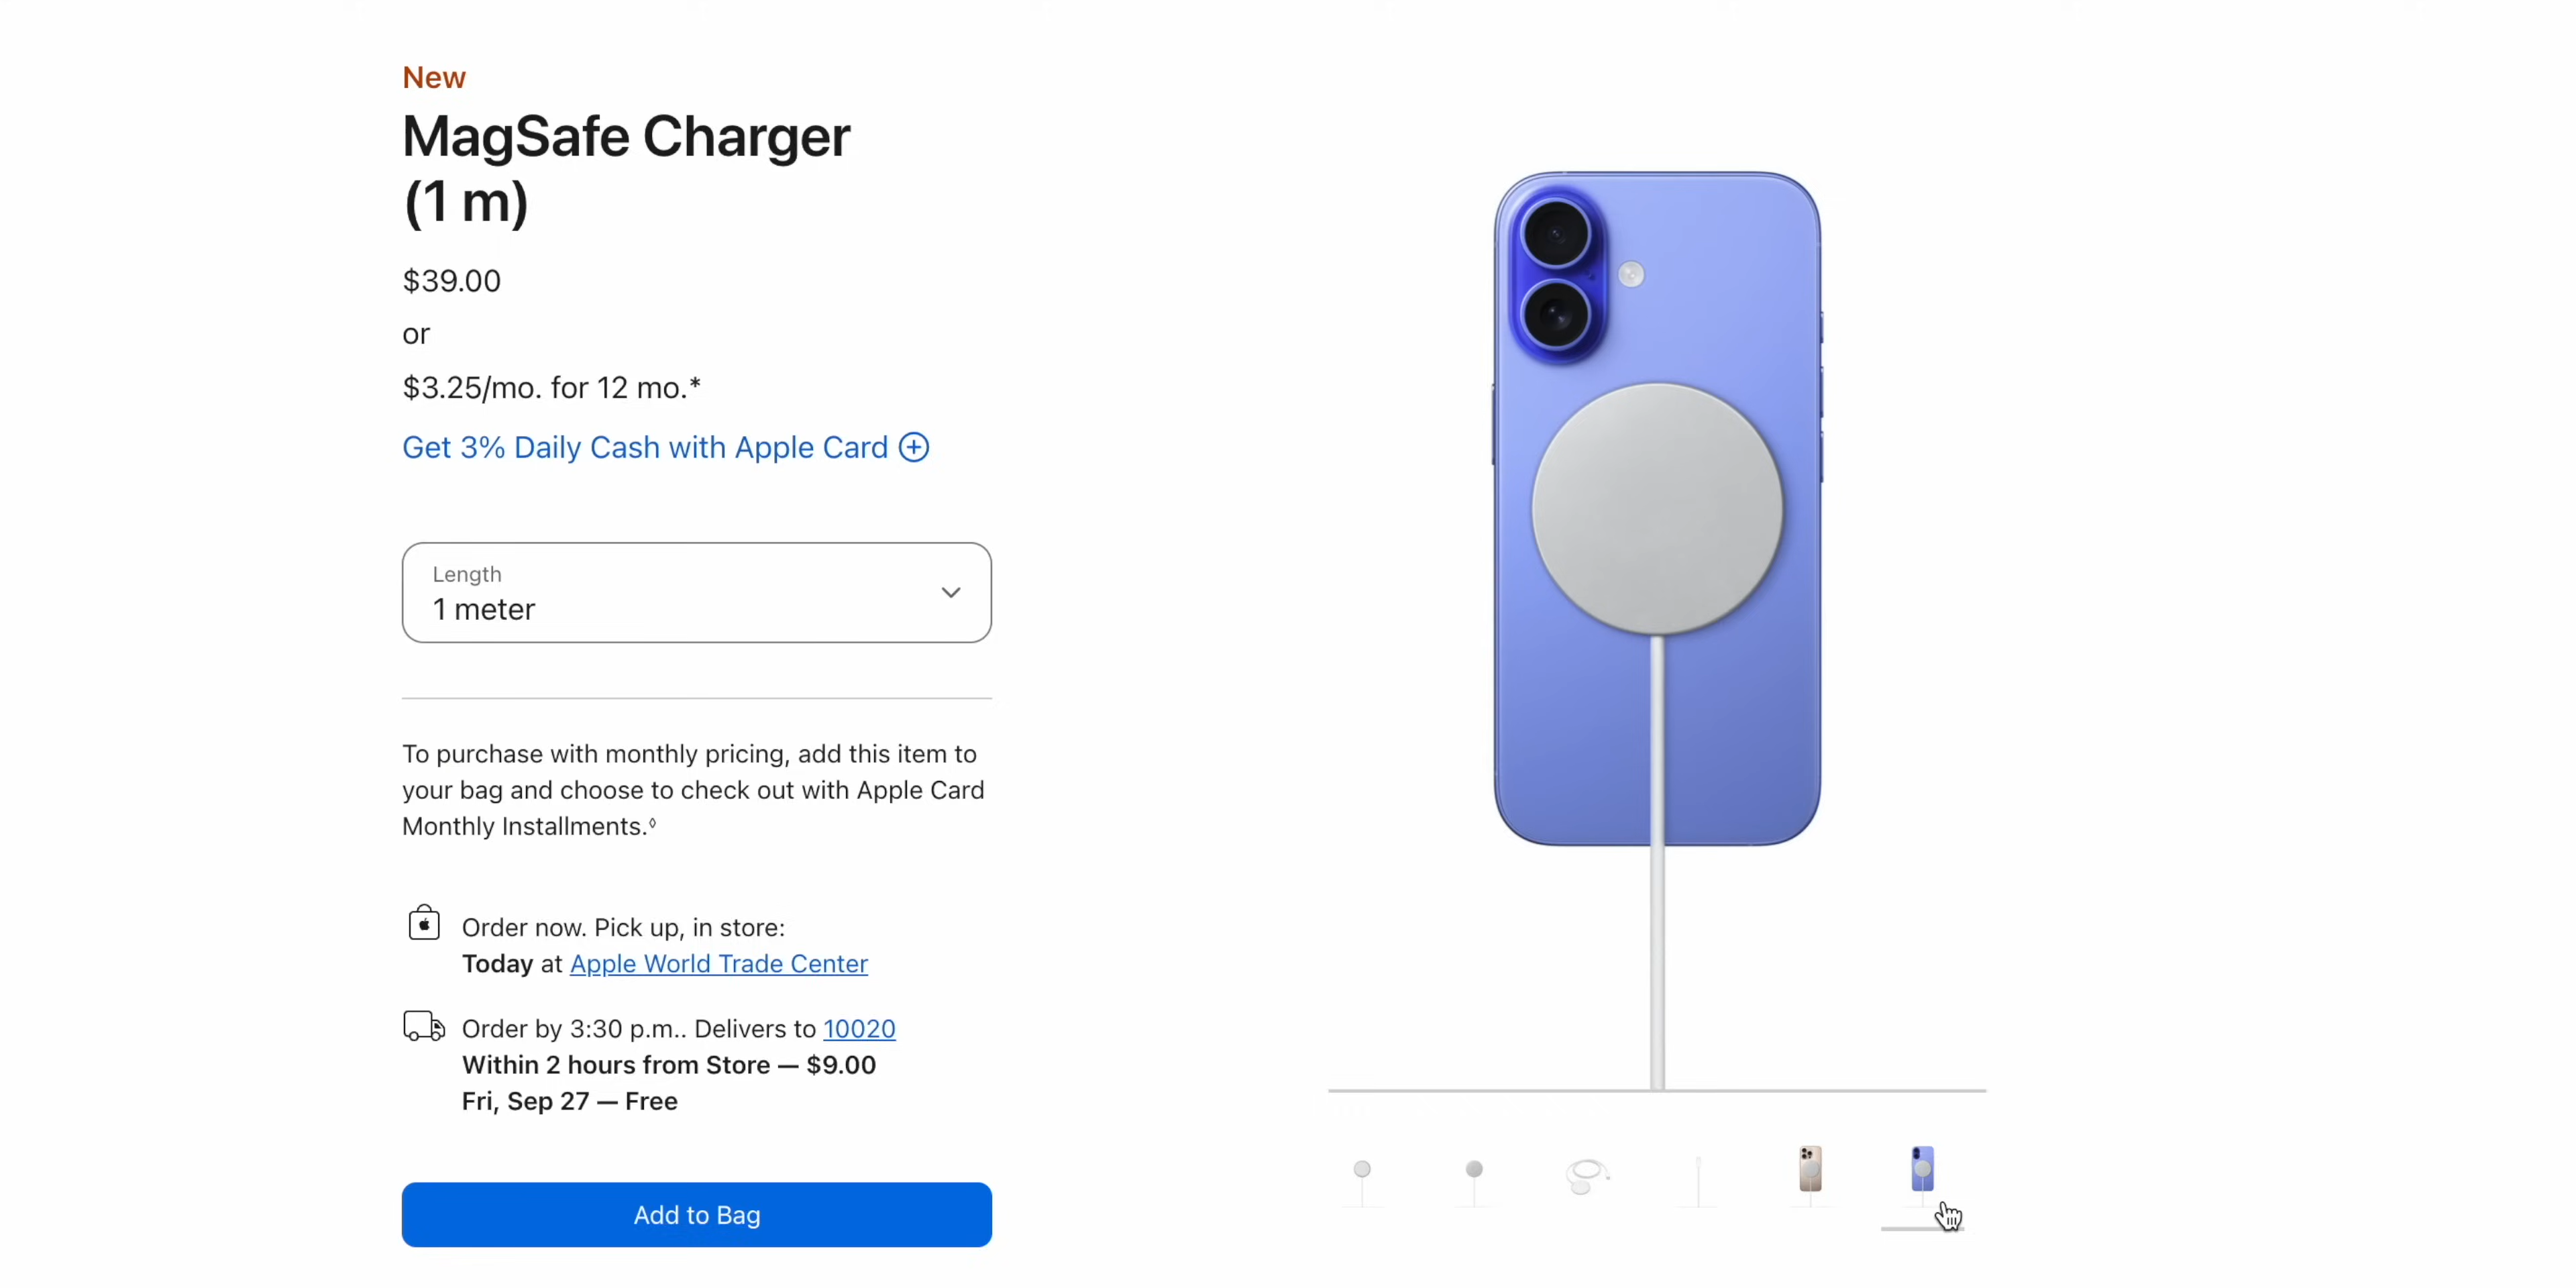 New
MagSafe Charger
(1 m)
$39.00
or
$3.25/mo. for 12 mo.*
Get 3% Daily Cash with Apple Card
Length
1 meter
To purchase with monthly pricing, add this item to
your bag and choose to check out with Apple Card
Monthly Installments.◊
Order now. Pick up, in store:
Today at Apple World Trade Center
Order by 3:30 p.m.. Delivers to 10020
Within 2 hours from Store — $9.00
Fri, Sep 27 — Free
Add to Bag